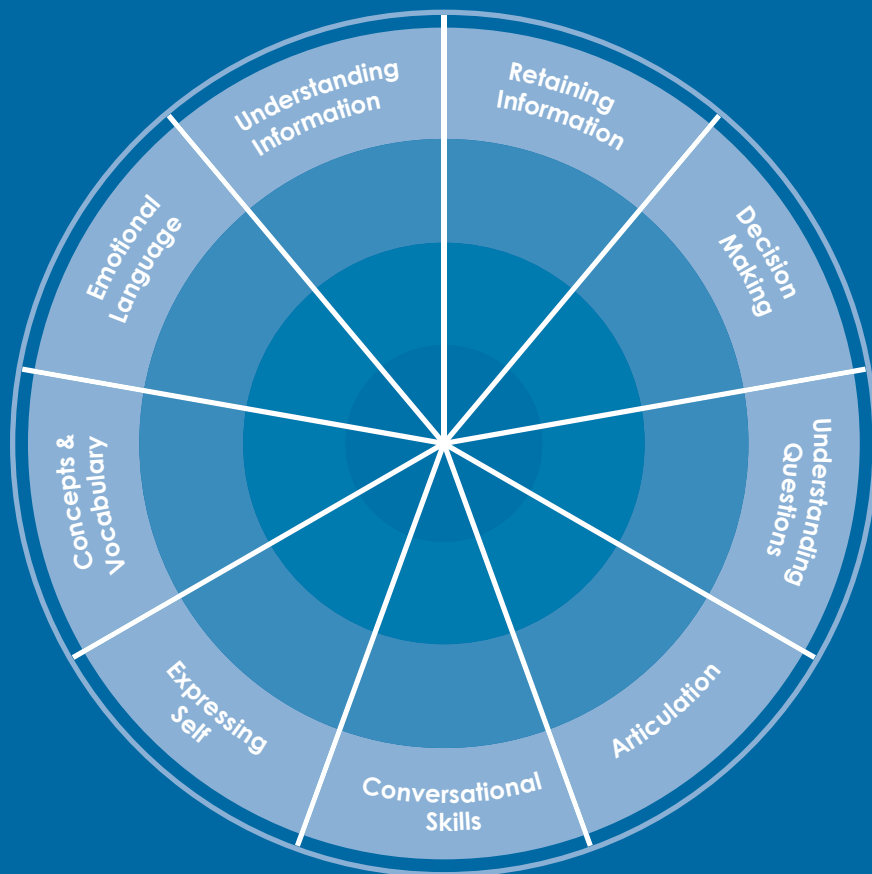 Retaining
Information
Decision
Making
Understanding
Questions
Articulation
Conversational
Skills
Expressing
Self
Concepts &
Vocabulary
Emotional
Language
Understanding
Information